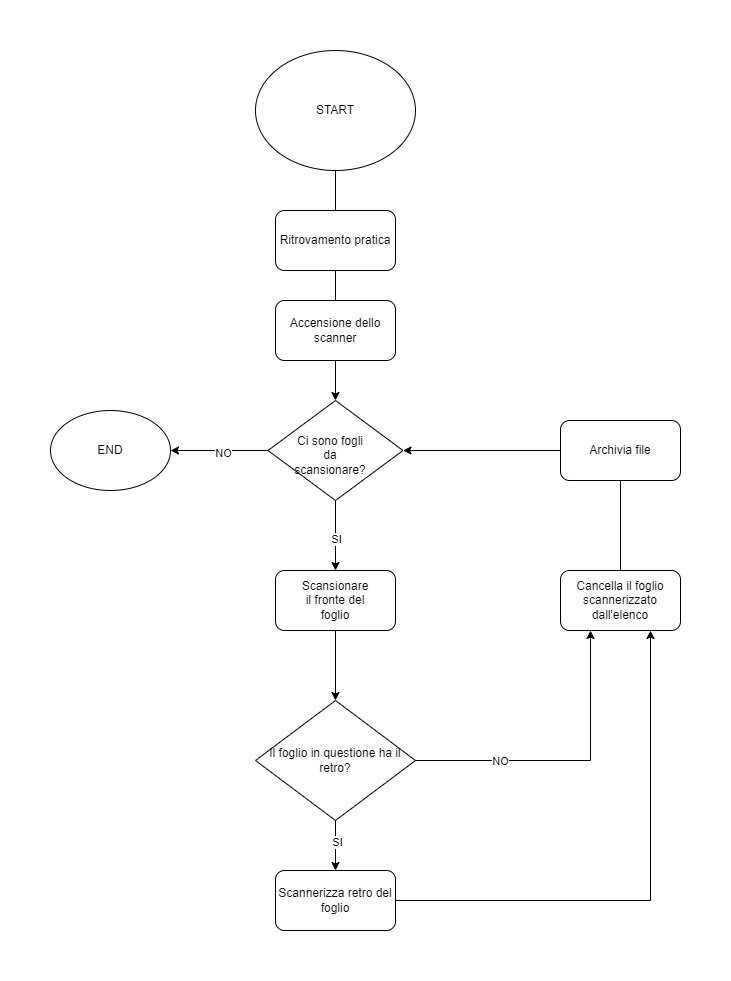 START
Ritrovamento pratica
Accensione dello
scanner
Ci sono fogli
da
scansionare?
NO
END
Archivia file
SI
Scansionare
il fronte del
foglio
Cancella il foglio
scannerizzato
dall'elenco
Il foglio in questione ha il
retro?
NO
SI
Scannerizza retro del
foglio